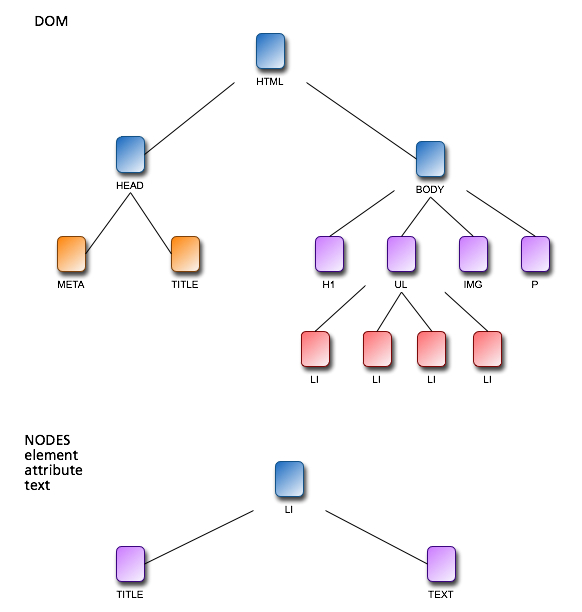 DOM
HTML
HEAD
BODY
META
TITLE
H1
UL
IMG
P
LI
LI
LI
LI
NODES
element
attribute
text
LI
TITLE
TEXT